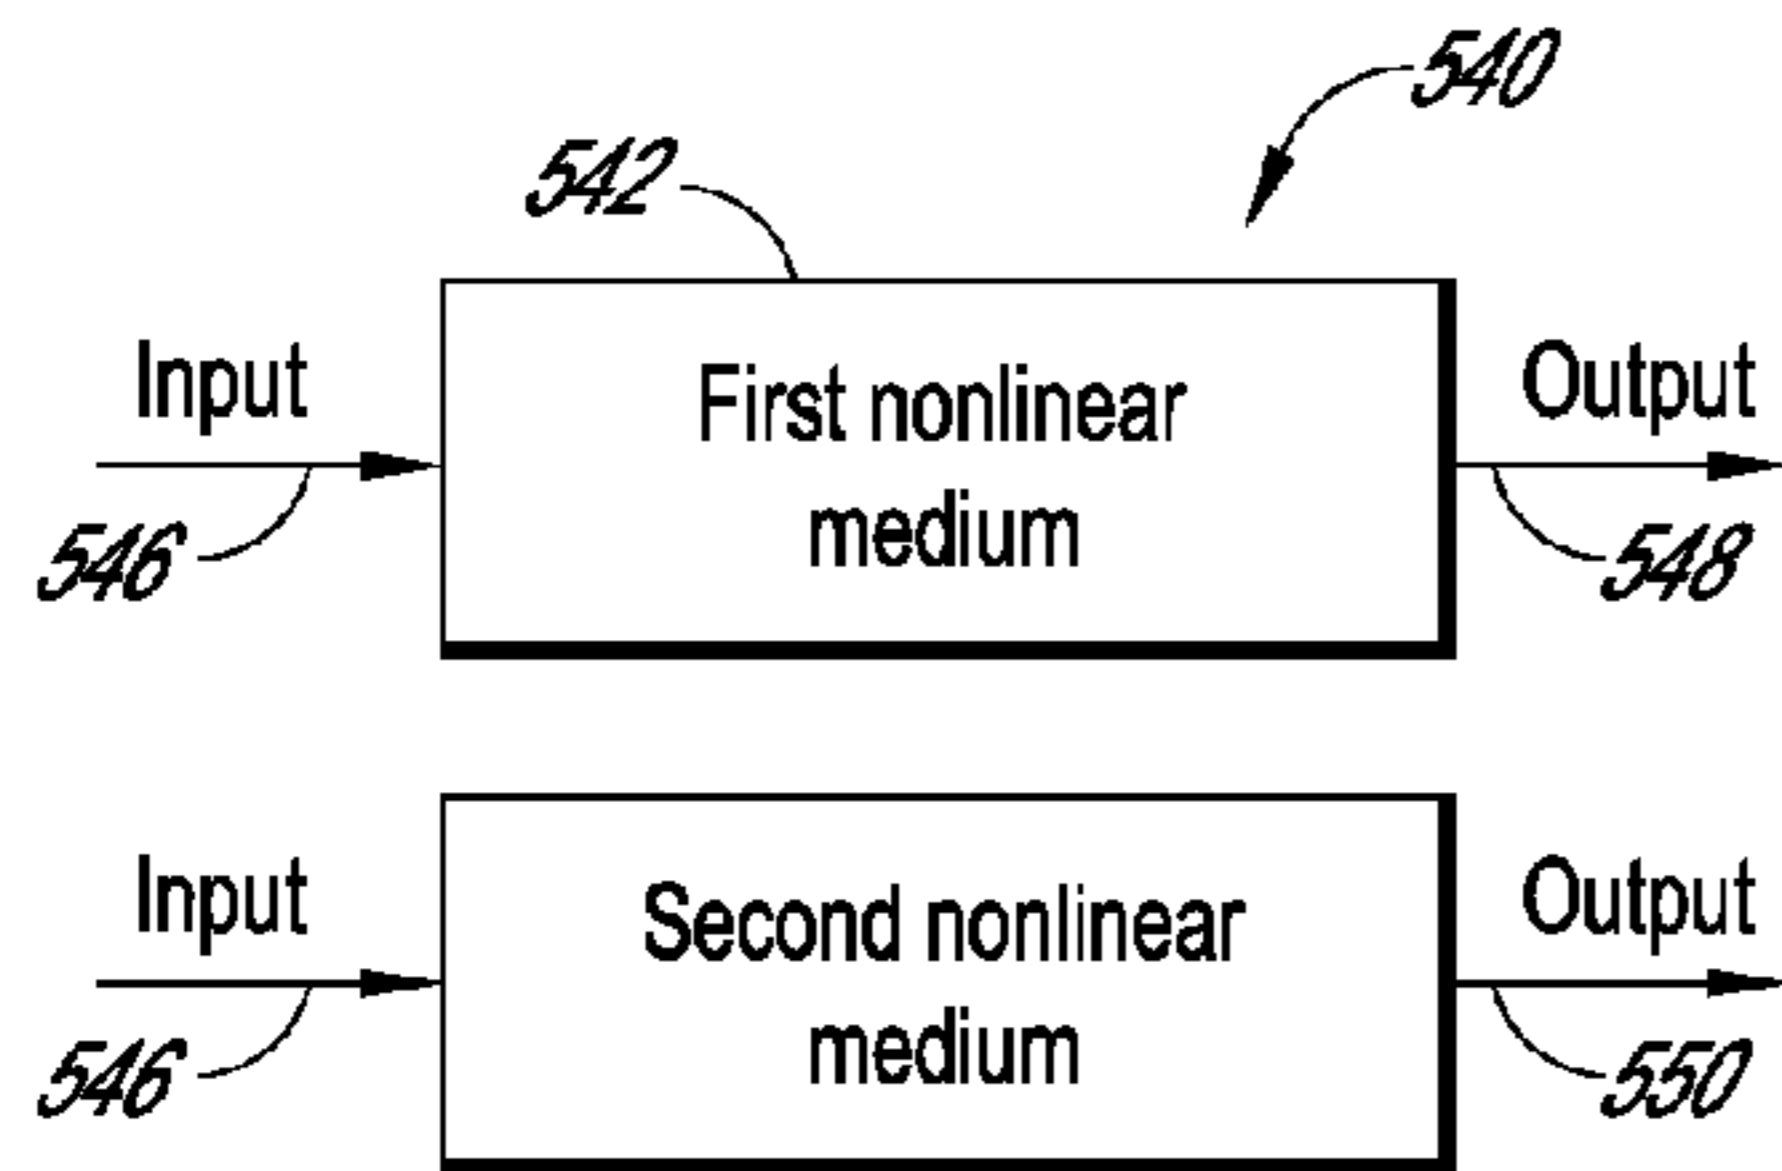 540
542
Input
First nonlinear
medium
Output
546
548
Input
Second nonlinear
medium
Output
546
550